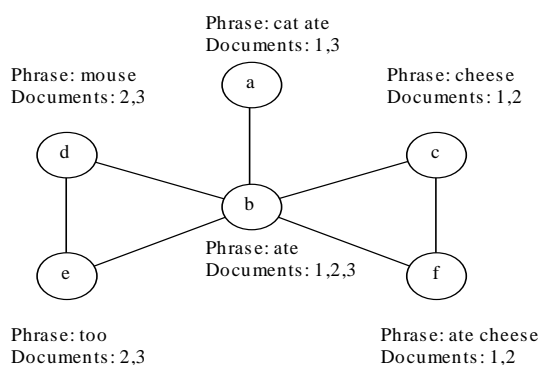 Phrase: cat ate
Documents: 1,3
a
Phrase: mouse
Documents: 2,3
d
Phrase: cheese
Documents: 1,2
c
b
Phrase: ate
Documents: 1,2,3
e
Phrase: too
Documents: 2,3
f
Phrase: ate cheese
Documents: 1,2